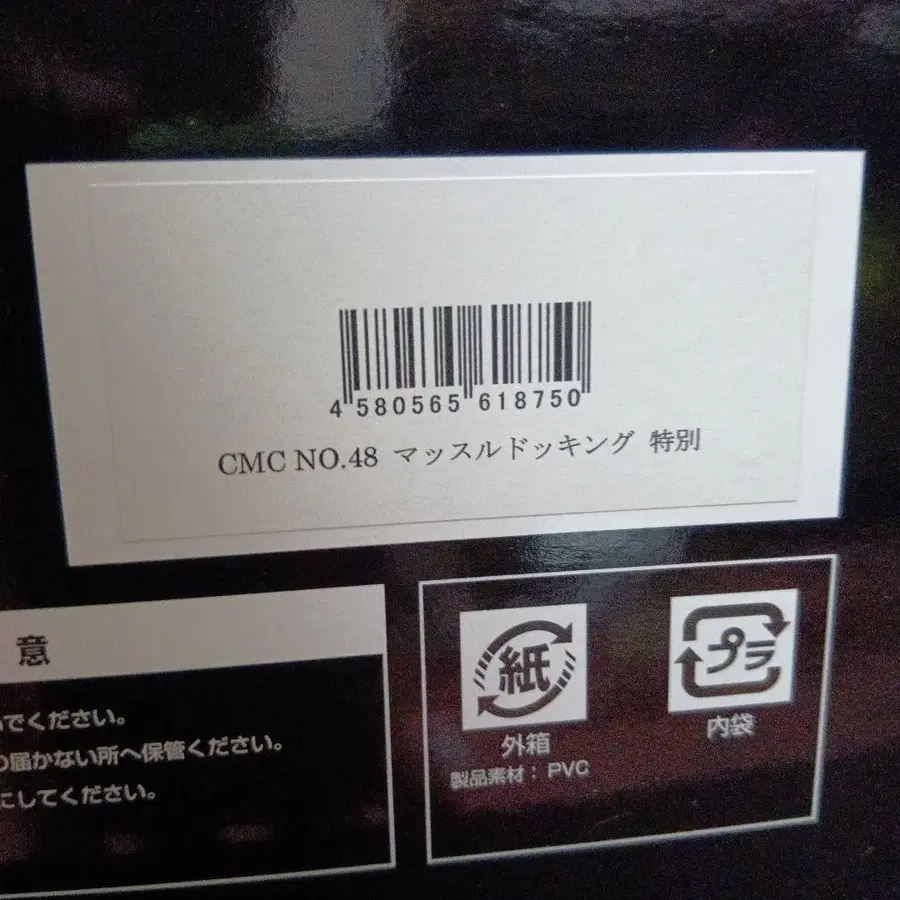 4 580565 618750
CMC NO.48 マッスルドッキング 特別
意
でください。
届かない所へ保管ください。
にしてください。
紙
外箱
プラ
内袋
製品素材：PVC